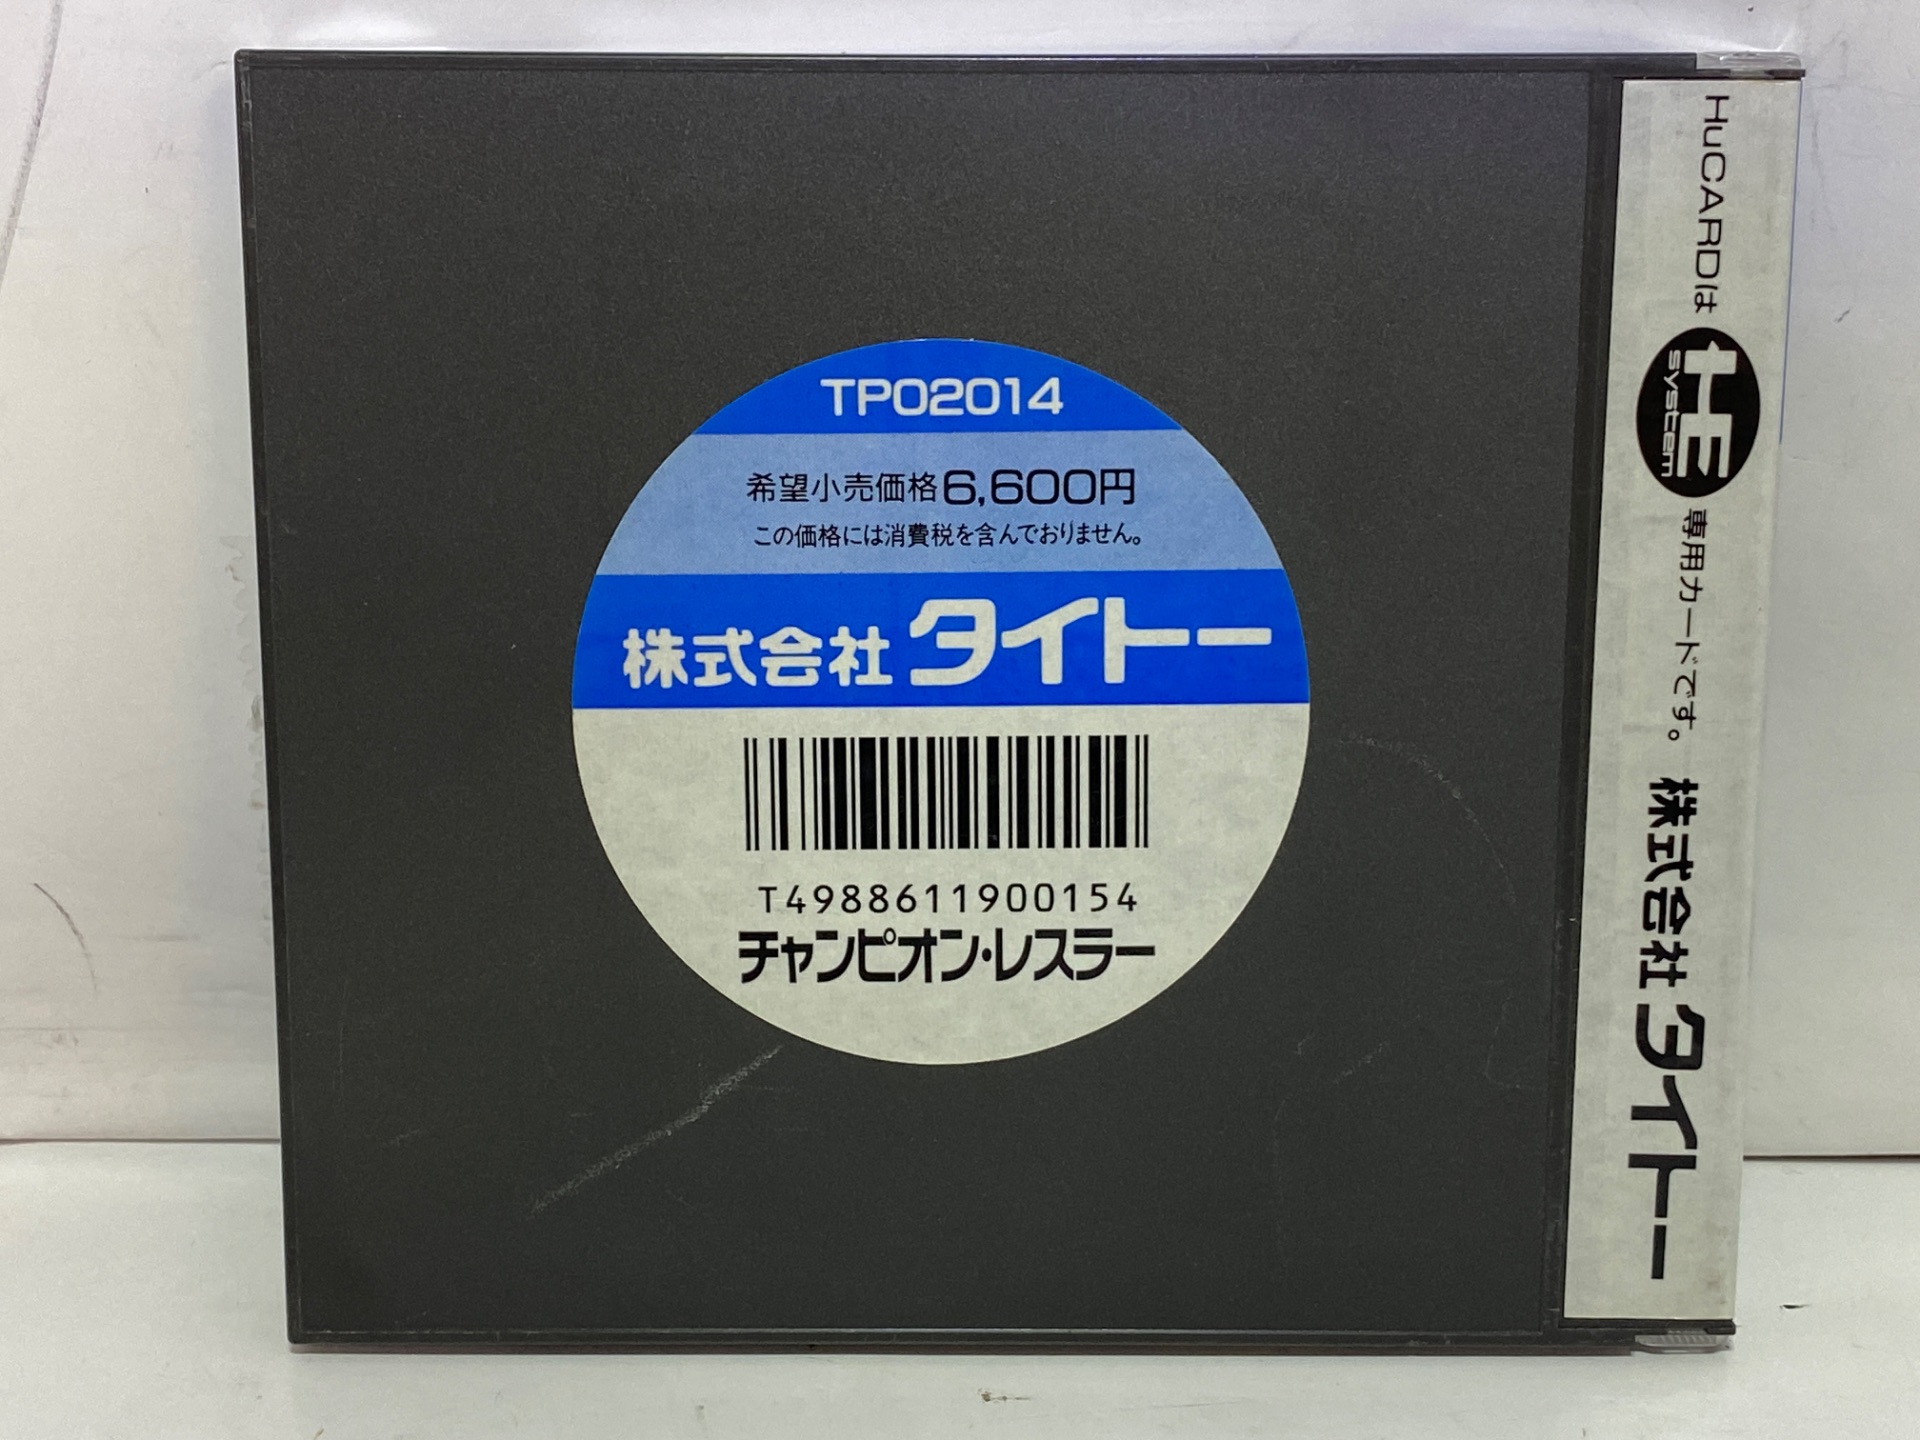 TP02014
希望小売価格6,600円
この価格には消費税を含んでおりません。
株式会社タイトー
T4988611900154
チャンピオン・レスラー
HuCARDは HE system 専用カードです。 株式会社タイトー